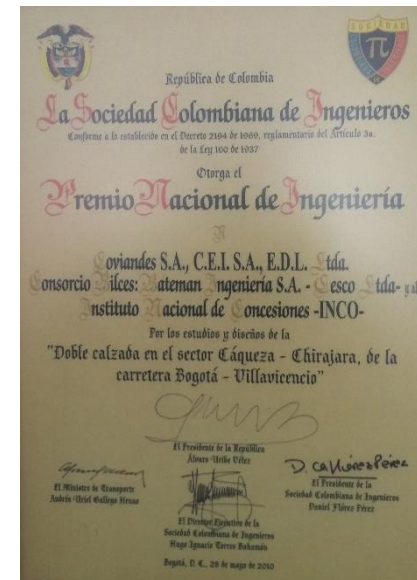 SOCIEDAD
República de Colombia
La Sociedad Colombiana de Ingenieros
Conforme a lo establecido en el Decreto 2164 de 1969, reglamentario del Artículo 3o.
de la Ley 100 de 1937
Otorga el
Premio Nacional de Ingeniería
A
Coviandes S.A., C.E.I. S.A., E.D.L. Ltda.
Consorcio Dilces: Bateman Ingeniería S.A. - Cesco Ltda- y al
Instituto Nacional de Concesiones -INCO-
Por los estudios y diseños de la
"Doble calzada en el sector Cáqueza - Chirajara, de la
carretera Bogotá - Villavicencio"
El Presidente de la República
Álvaro Uribe Vélez
El Ministro de Transporte
Andrés Uriel Gallego Henao
El Director Ejecutivo de la
Sociedad Colombiana de Ingenieros
Hugo Ignacio Torres Bahamón
El Presidente de la
Sociedad Colombiana de Ingenieros
Daniel Flórez Pérez
Bogotá, D. C., 28 de mayo de 2010